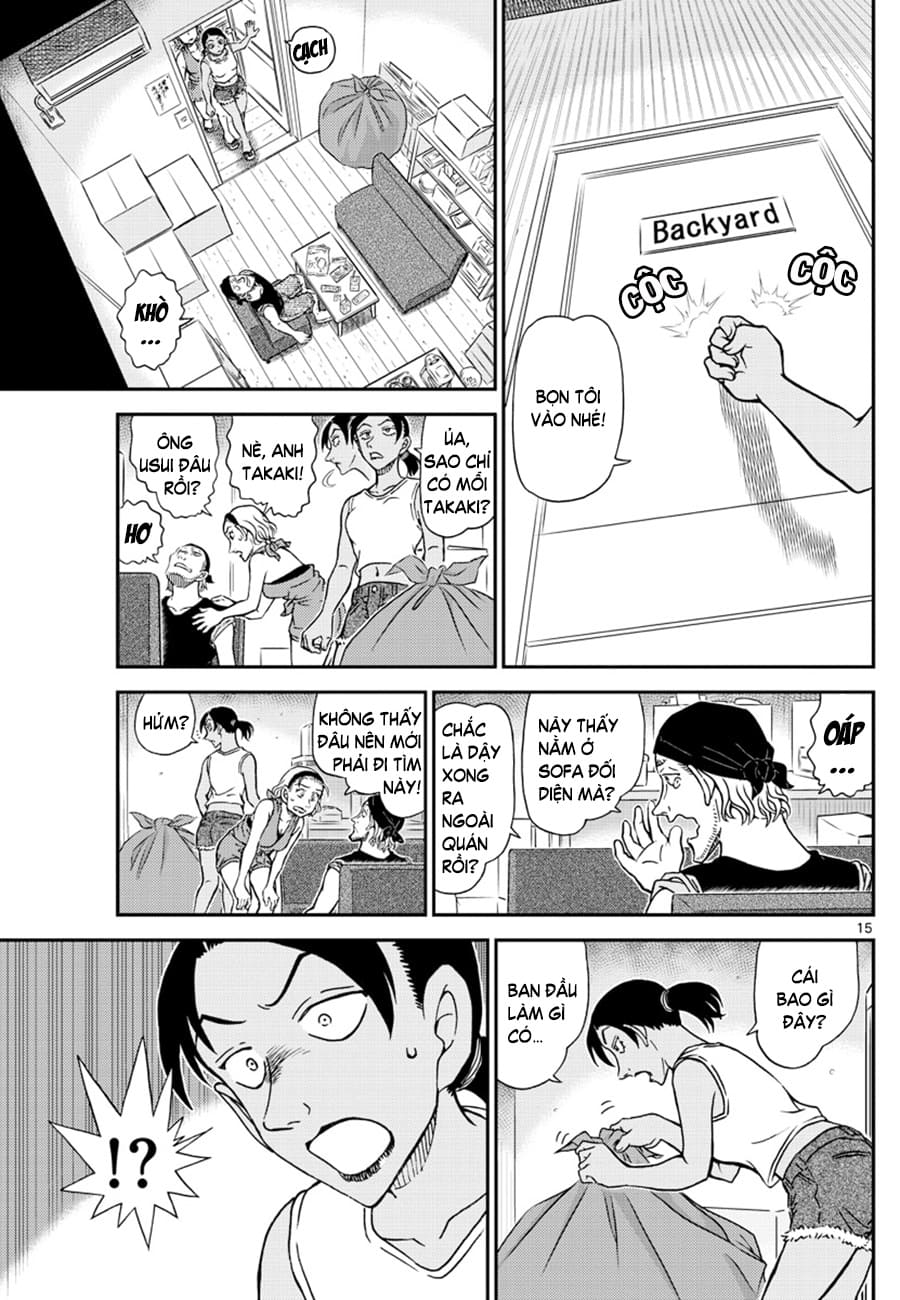 Backyard
CỘC
CỘC
BỌN TÔI
VÀO NHÉ!
CẠCH
KHÒ
...
ỦA,
SAO CHỈ
CÓ MỖI
TAKAKI?
NÈ, ANH
TAKAKI!
ÔNG
USUI ĐÂU
RỒI?
HƠ
OÁP
...
NÃY THẤY
NẰM Ở
SOFA ĐỐI
DIỆN MÀ?
CHẮC
LÀ DẬY
XONG
RA
NGOÀI
QUÁN
RỒI?
KHÔNG THẤY
ĐÂU NÊN MỚI
PHẢI ĐI TÌM
NÀY!
HỬM?
15
CÁI
BAO GÌ
ĐÂY?
BAN ĐẦU
LÀM GÌ
CÓ...
!?